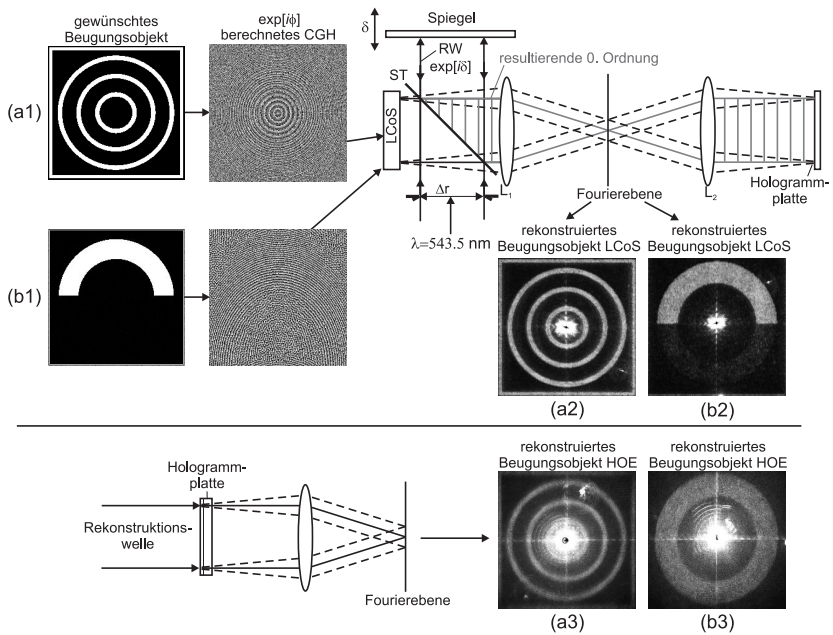 gewünschtes
Beugungsobjekt
exp[iϕ]
berechnetes CGH
δ
Spiegel
RW
exp[iδ]
ST
resultierende 0. Ordnung
(a1)
LCoS
Δr
L1
L2
Hologramm-
platte
λ=543.5 nm
Fourierebene
(b1)
rekonstruiertes
Beugungsobjekt LCoS
rekonstruiertes
Beugungsobjekt LCoS
(a2)
(b2)
Hologramm-
platte
Rekonstruktions-
welle
Fourierebene
rekonstruiertes
Beugungsobjekt HOE
rekonstruiertes
Beugungsobjekt HOE
(a3)
(b3)